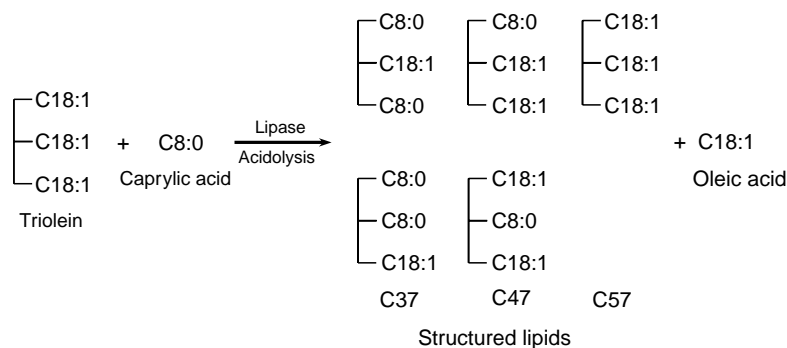 C8:0 C8:0 C18:1
C18:1 C18:1 C18:1
C8:0 C18:1 C18:1
C18:1
C18:1 + C8:0 Lipase + C18:1
C18:1 Caprylic acid Acidolysis Oleic acid
Triolein
C8:0 C18:1
C8:0 C8:0
C18:1 C18:1
C37 C47 C57
Structured lipids